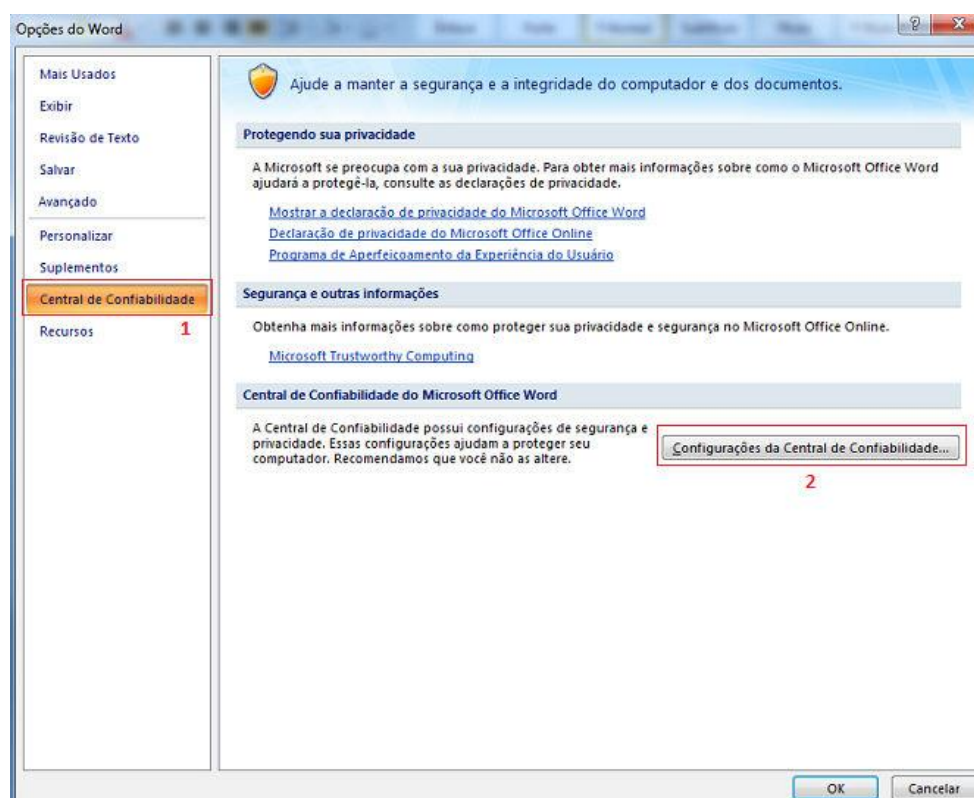 Opções do Word
Mais Usados
Exibir
Revisão de Texto
Salvar
Avançado
Personalizar
Suplementos
Central de Confiabilidade
1
Recursos
Ajude a manter a segurança e a integridade do computador e dos documentos.
Protegendo sua privacidade
A Microsoft se preocupa com a sua privacidade. Para obter mais informações sobre como o Microsoft Office Word
ajudará a protegê-la, consulte as declarações de privacidade.
Mostrar a declaração de privacidade do Microsoft Office Word
Declaração de privacidade do Microsoft Office Online
Programa de Aperfeicoamento da Experiência do Usuário
Segurança e outras informações
Obtenha mais informações sobre como proteger sua privacidade e segurança no Microsoft Office Online.
Microsoft Trustworthy Computing
Central de Confiabilidade do Microsoft Office Word
A Central de Confiabilidade possui configurações de segurança e
privacidade. Essas configurações ajudam a proteger seu
computador. Recomendamos que você não as altere.
Configurações da Central de Confiabilidade...
2
OK
Cancelar